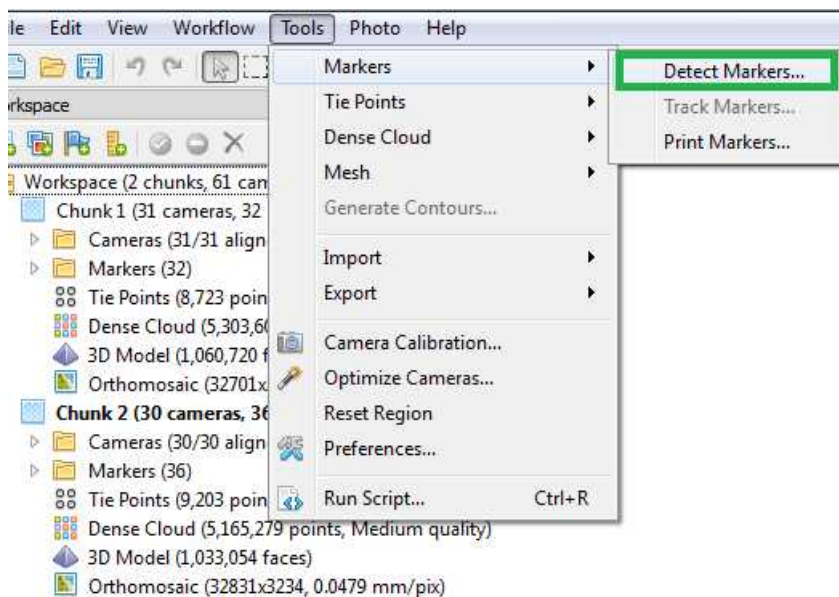 le Edit View Workflow Tools Photo Help
Markers
Detect Markers...
Tie Points
Track Markers...
Dense Cloud
Print Markers...
Mesh
Generate Contours...
Import
Export
Camera Calibration...
Optimize Cameras...
Reset Region
Preferences...
Run Script... Ctrl+R
rkspace
Workspace (2 chunks, 61 cam
Chunk 1 (31 cameras, 32
Cameras (31/31 align
Markers (32)
Tie Points (8,723 poin
Dense Cloud (5,303,60
3D Model (1,060,720 f
Orthomosaic (32701x
Chunk 2 (30 cameras, 36
Cameras (30/30 align
Markers (36)
Tie Points (9,203 poin
Dense Cloud (5,165,279 points, Medium quality)
3D Model (1,033,054 faces)
Orthomosaic (32831x3234, 0.0479 mm/pix)